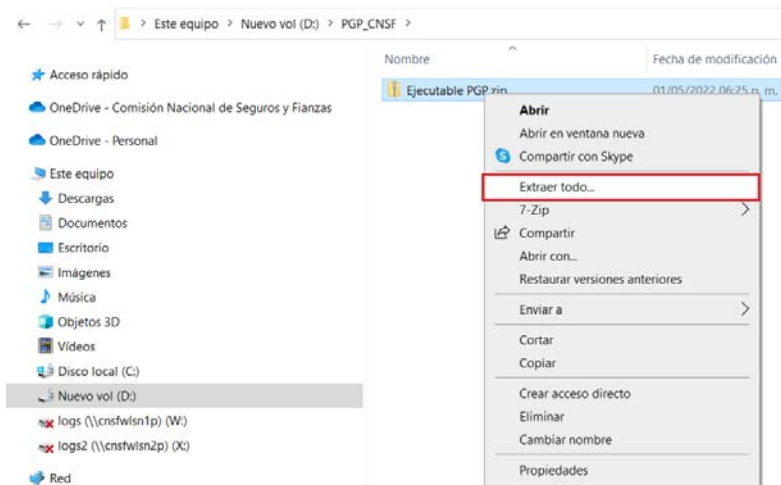 Este equipo > Nuevo vol (D:) > PGP_CNSF >
Nombre
Fecha de modificación
Acceso rápido
OneDrive - Comisión Nacional de Seguros y Fianzas
OneDrive - Personal
Este equipo
Descargas
Documentos
Escritorio
Imágenes
Música
Objetos 3D
Vídeos
Disco local (C:)
Nuevo vol (D:)
logs (\\cnsfwlsn1p) (W:)
logs2 (\\cnsfwlsn2p) (X:)
Red
Ejecutable PGP.zip
01/05/2022 06:25 p. m.
Abrir
Abrir en ventana nueva
Compartir con Skype
Extraer todo...
7-Zip
Compartir
Abrir con...
Restaurar versiones anteriores
Enviar a
Cortar
Copiar
Crear acceso directo
Eliminar
Cambiar nombre
Propiedades